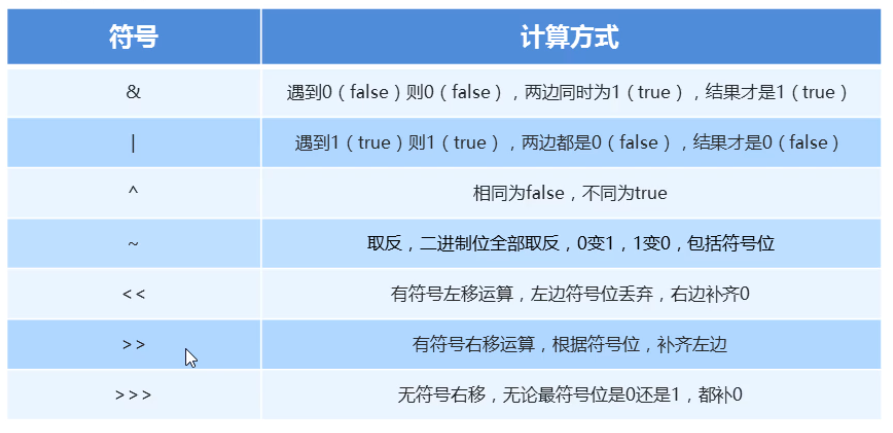 符号 计算方式
& 遇到0（false）则0（false），两边同时为1（true），结果才是1（true）
| 遇到1（true）则1（true），两边都是0（false），结果才是0（false）
^ 相同为false，不同为true
~ 取反，二进制位全部取反，0变1，1变0，包括符号位
<< 有符号左移运算，左边符号位丢弃，右边补齐0
>> 有符号右移运算，根据符号位，补齐左边
>>> 无符号右移，无论最符号位是0还是1，都补0